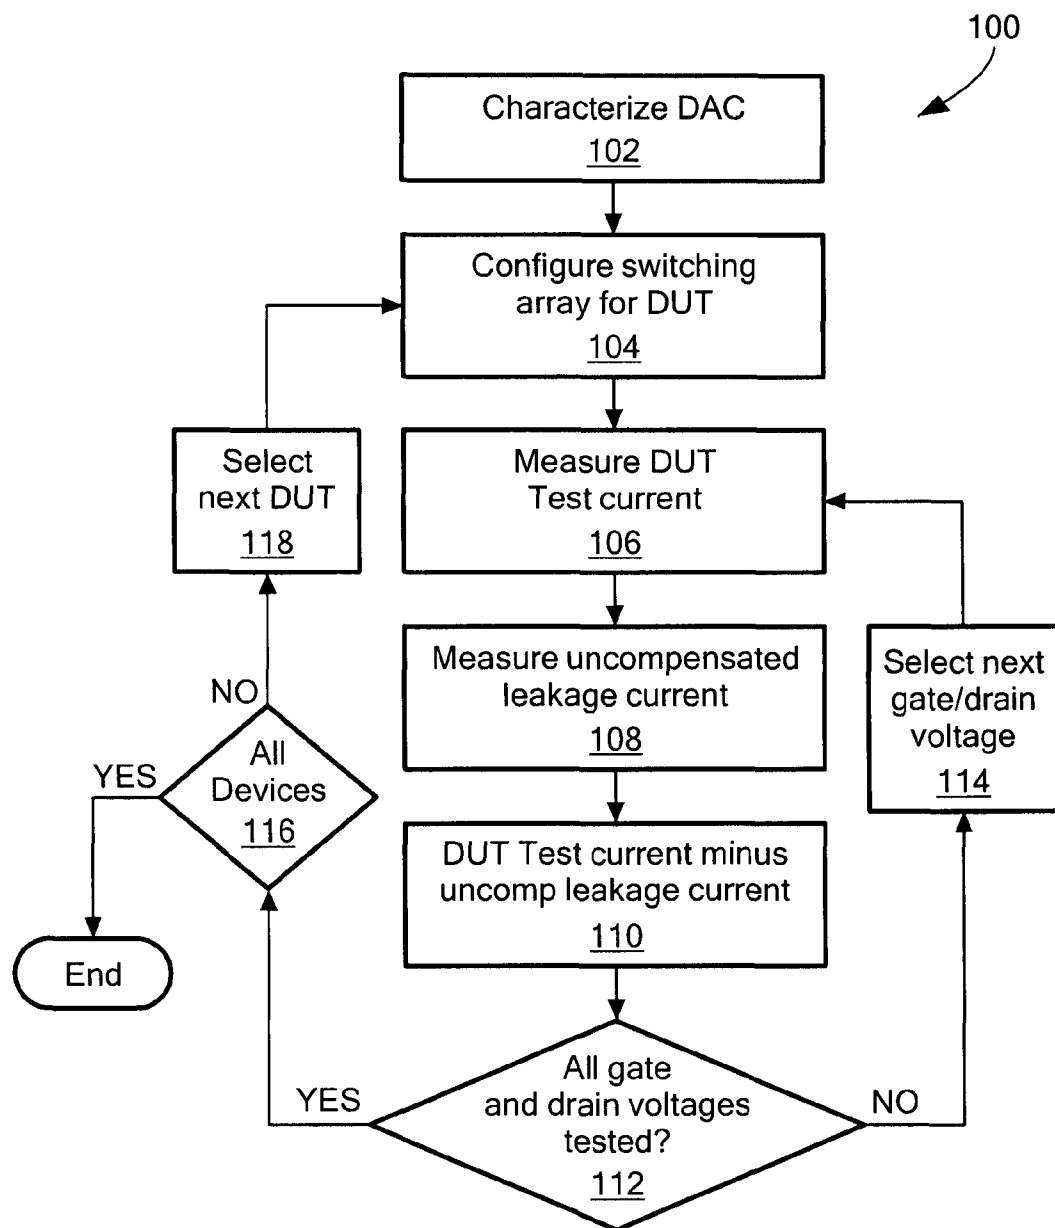 100
Characterize DAC
102
Configure switching
array for DUT
104
Select
next DUT
118
Measure DUT
Test current
106
Measure uncompensated
leakage current
108
Select next
gate/drain
voltage
114
NO
YES
All
Devices
116
DUT Test current minus
uncomp leakage current
110
End
YES
All gate
and drain voltages
tested?
112
NO